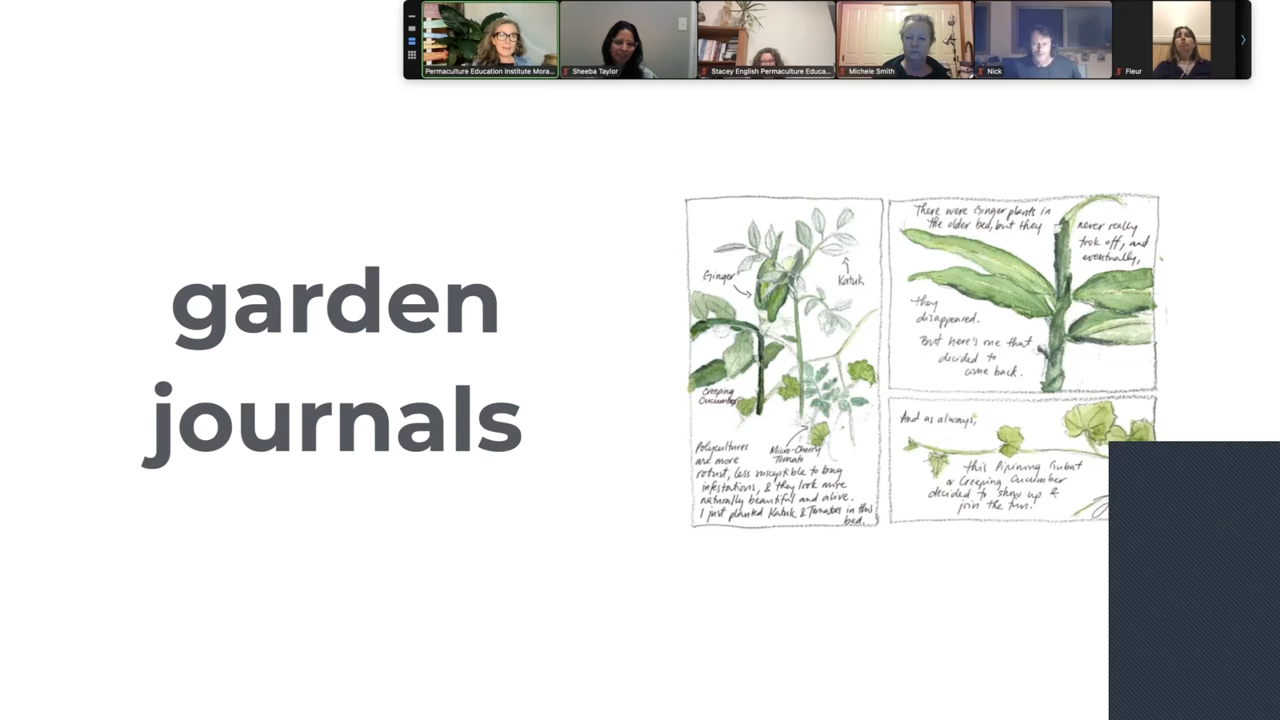 Permaculture Education Institute Mora...
Sheeba Taylor
Stacey English Permaculture Educa...
Michele Smith
Nick
Fleur
garden
journals
Ginger
Katuk
Creeping
Cucumber
Micro-Cherry
Tomato
Polycultures
are more
robust, less susceptible to bug
infestations, & they look more
naturally beautiful and alive.
I just planted Katuk & Tomatoes in this
bed.
There were Ginger plants in
the older bed, but they
never really
took off, and
eventually,
they
disappeared.
But here's one that
decided to
come back.
And as always,
this Pipining Gubat
or Creeping Cucumber
decided to show up &
join the fun!